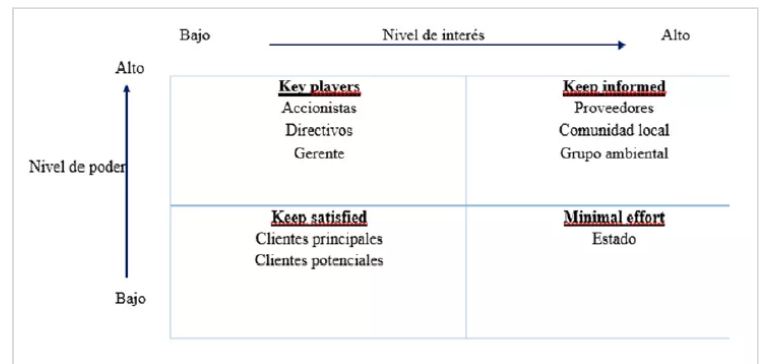 Bajo Nivel de interés Alto
Alto
Key players
Accionistas
Directivos
Gerente
Keep informed
Proveedores
Comunidad local
Grupo ambiental
Nivel de poder
Keep satisfied
Clientes principales
Clientes potenciales
Minimal effort
Estado
Bajo